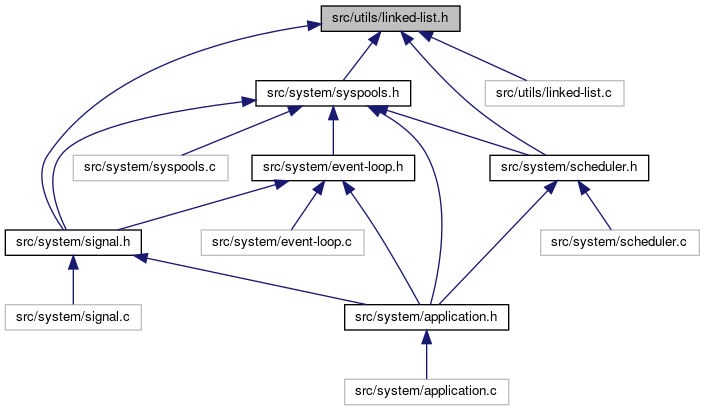 src/utils/linked-list.h
src/system/syspools.h
src/utils/linked-list.c
src/system/syspools.c
src/system/event-loop.h
src/system/scheduler.h
src/system/signal.h
src/system/event-loop.c
src/system/scheduler.c
src/system/signal.c
src/system/application.h
src/system/application.c